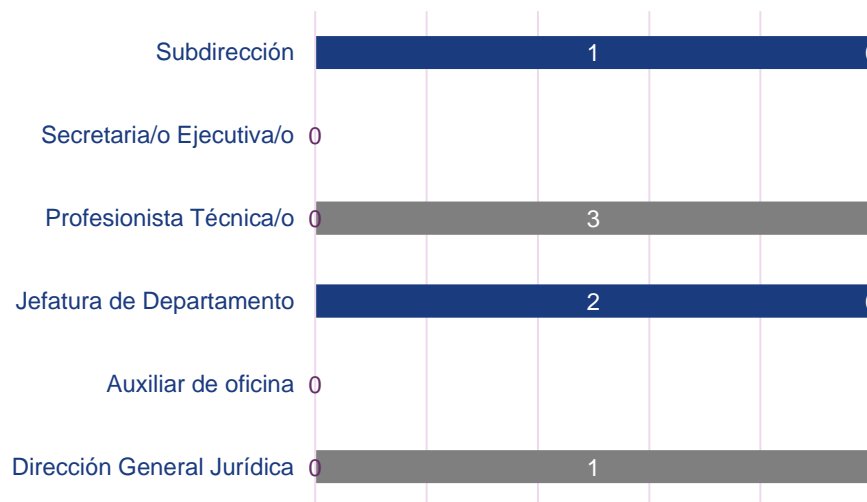 Subdirección 1
Secretaria/o Ejecutiva/o 0
Profesionista Técnica/o 0 3
Jefatura de Departamento 2
Auxiliar de oficina 0
Dirección General Jurídica 0 1